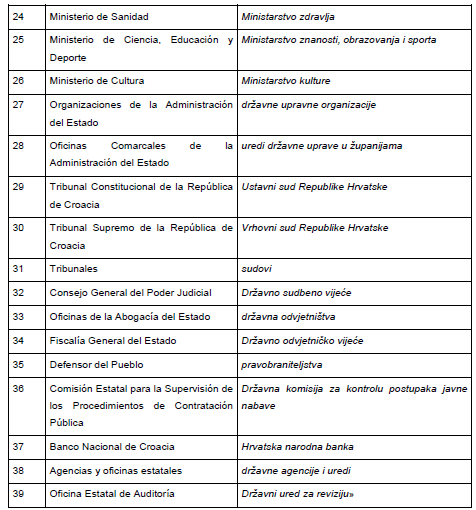 24 Ministerio de Sanidad Ministarstvo zdravlja
25 Ministerio de Ciencia, Educación y Ministarstvo znanosti, obrazovanja i sporta
Deporte
26 Ministerio de Cultura Ministarstvo kulture
27 Organizaciones de la Administración državne upravne organizacije
del Estado
28 Oficinas Comarcales de la uredi državne uprave u županijama
Administración del Estado
29 Tribunal Constitucional de la República Ustavni sud Republike Hrvatske
de Croacia
30 Tribunal Supremo de la República de Vrhovni sud Republike Hrvatske
Croacia
31 Tribunales sudovi
32 Consejo General del Poder Judicial Državno sudbeno vijeće
33 Oficinas de la Abogacía del Estado državna odvjetništva
34 Fiscalía General del Estado Državno odvjetničko vijeće
35 Defensor del Pueblo pravobraniteljstva
36 Comisión Estatal para la Supervisión de Državna komisija za kontrolu postupaka javne
los Procedimientos de Contratación nabave
Pública
37 Banco Nacional de Croacia Hrvatska narodna banka
38 Agencias y oficinas estatales državne agencije i uredi
39 Oficina Estatal de Auditoría Državni ured za reviziju»